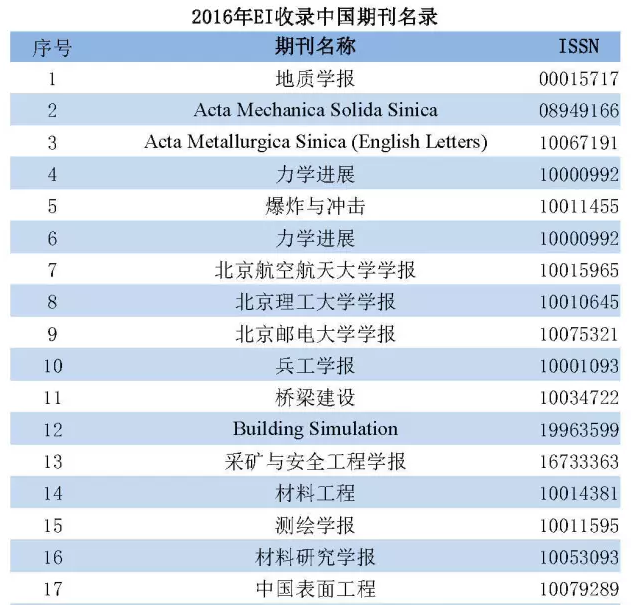 2016年EI收录中国期刊名录
序号 期刊名称 ISSN
1 地质学报 00015717
2 Acta Mechanica Solida Sinica 08949166
3 Acta Metallurgica Sinica (English Letters) 10067191
4 力学进展 10000992
5 爆炸与冲击 10011455
6 力学进展 10000992
7 北京航空航天大学学报 10015965
8 北京理工大学学报 10010645
9 北京邮电大学学报 10075321
10 兵工学报 10001093
11 桥梁建设 10034722
12 Building Simulation 19963599
13 采矿与安全工程学报 16733363
14 材料工程 10014381
15 测绘学报 10011595
16 材料研究学报 10053093
17 中国表面工程 10079289